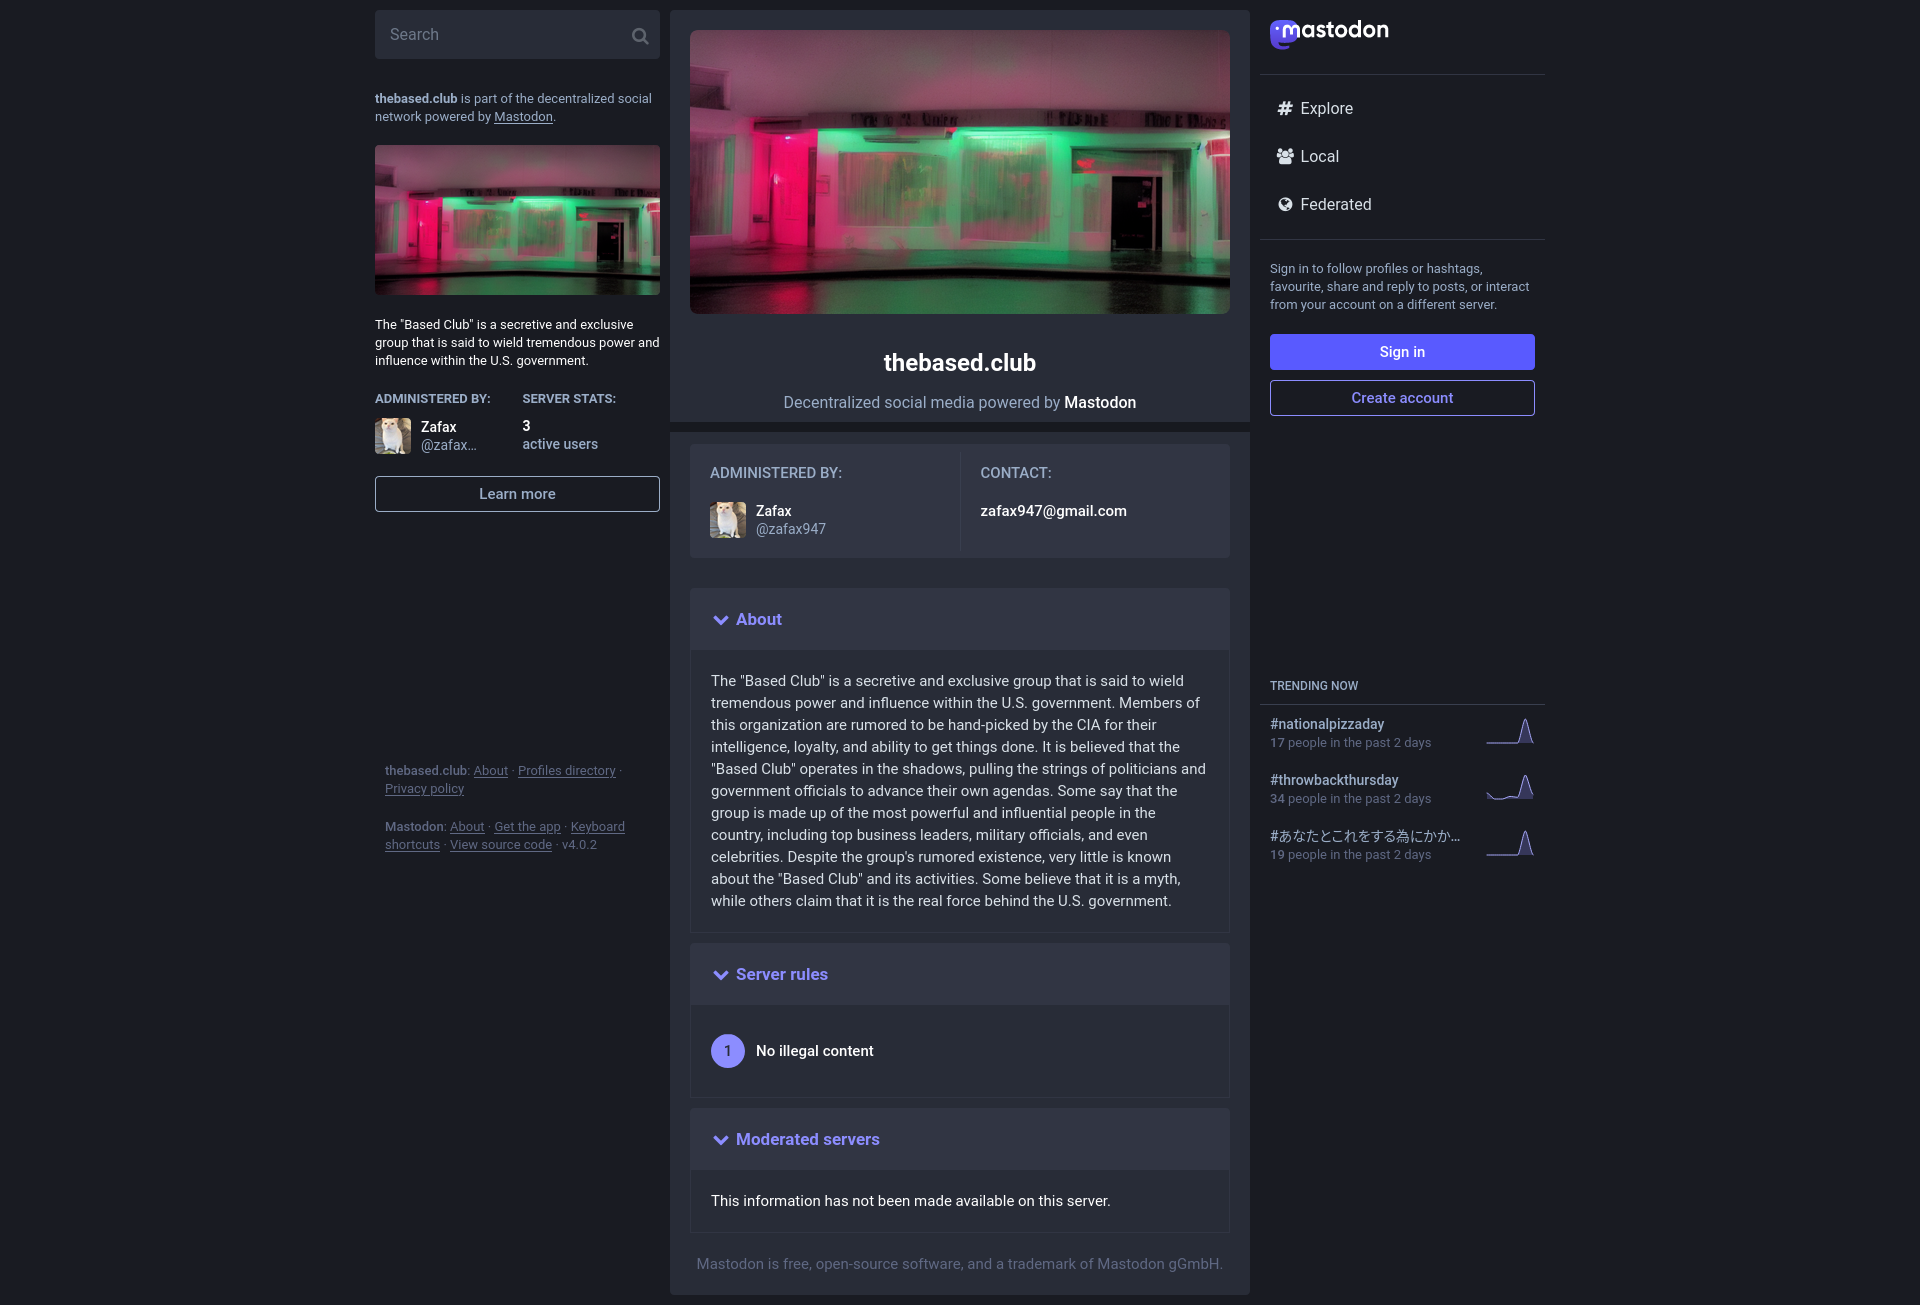 Search
thebased.club is part of the decentralized social
network powered by Mastodon.
The "Based Club" is a secretive and exclusive
group that is said to wield tremendous power and
influence within the U.S. government.
ADMINISTERED BY:
Zafax
@zafax…
SERVER STATS:
3
active users
Learn more
thebased.club: About · Profiles directory ·
Privacy policy
Mastodon: About · Get the app · Keyboard
shortcuts · View source code · v4.0.2
thebased.club
Decentralized social media powered by Mastodon
ADMINISTERED BY:
Zafax
@zafax947
CONTACT:
zafax947@gmail.com
About
The "Based Club" is a secretive and exclusive group that is said to wield
tremendous power and influence within the U.S. government. Members of
this organization are rumored to be hand-picked by the CIA for their
intelligence, loyalty, and ability to get things done. It is believed that the
"Based Club" operates in the shadows, pulling the strings of politicians and
government officials to advance their own agendas. Some say that the
group is made up of the most powerful and influential people in the
country, including top business leaders, military officials, and even
celebrities. Despite the group's rumored existence, very little is known
about the "Based Club" and its activities. Some believe that it is a myth,
while others claim that it is the real force behind the U.S. government.
Server rules
1 No illegal content
Moderated servers
This information has not been made available on this server.
Mastodon is free, open-source software, and a trademark of Mastodon gGmbH.
mastodon
Explore
Local
Federated
Sign in to follow profiles or hashtags,
favourite, share and reply to posts, or interact
from your account on a different server.
Sign in
Create account
TRENDING NOW
#nationalpizzaday
17 people in the past 2 days
#throwbackthursday
34 people in the past 2 days
#あなたとこれをする為にかか…
19 people in the past 2 days